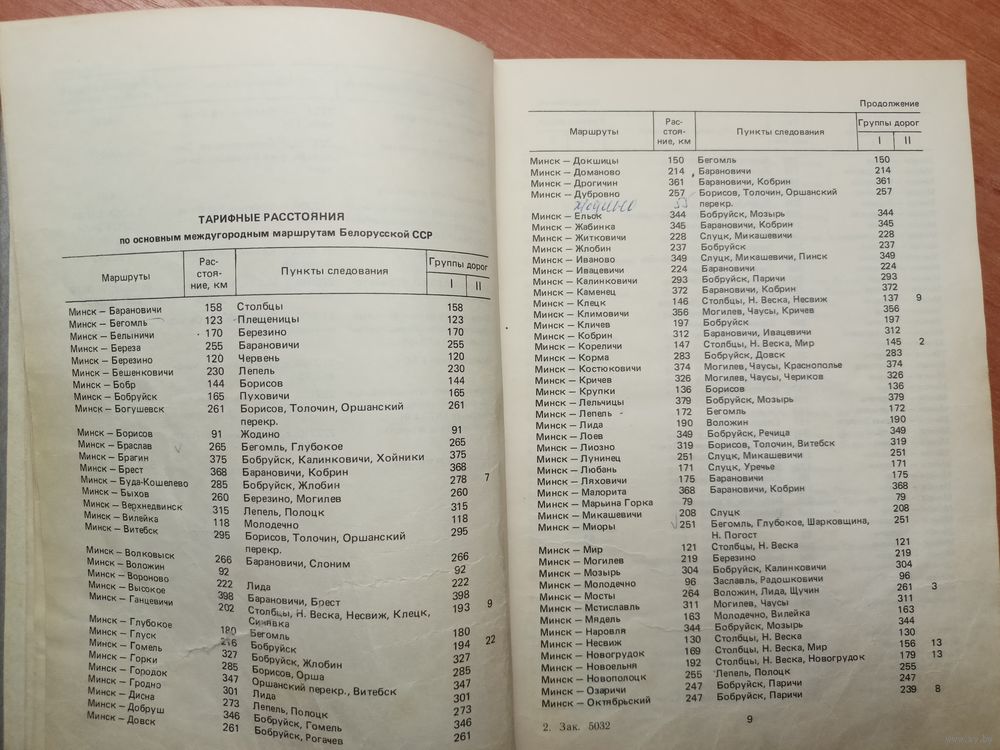 ТАРИФНЫЕ РАССТОЯНИЯ
по основным междугородным маршрутам Белорусской ССР
Маршруты Рас- Пункты следования Группы дорог
стоя-
ние, км I II
Минск — Барановичи 158 Столбцы 158
Минск — Бегомль 123 Плещеницы 123
Минск — Белыничи 170 Березино 170
Минск — Береза 255 Барановичи 255
Минск — Березино 120 Червень 120
Минск — Бешенковичи 230 Лепель 230
Минск — Бобр 144 Борисов 144
Минск — Бобруйск 165 Пуховичи 165
Минск — Богушевск 261 Борисов, Толочин, Оршанский 261
перекр.
Минск — Борисов 91 Жодино 91
Минск — Браслав 265 Бегомль, Глубокое 265
Минск — Брагин 375 Бобруйск, Калинковичи, Хойники 375
Минск — Брест 368 Барановичи, Кобрин 368
Минск — Буда-Кошелево 285 Бобруйск, Жлобин 278 7
Минск — Быхов 260 Березино, Могилев 260
Минск — Верхнедвинск 315 Лепель, Полоцк 315
Минск — Вилейка 118 Молодечно 118
Минск — Витебск 295 Борисов, Толочин, Оршанский 295
перекр.
Минск — Волковыск 266 Барановичи, Слоним 266
Минск — Воложин 92 92
Минск — Вороново 222 Лида 222
Минск — Высокое 398 Барановичи, Брест 398
Минск — Ганцевичи 202 Столбцы, Н. Веска, Несвиж, Клецк, 193 9
Синявка
Минск — Глубокое 180 Бегомль 180
Минск — Глуск 216 Бобруйск 194 22
Минск — Гомель 327 Бобруйск, Жлобин 327
Минск — Горки 285 Борисов, Орша 285
Минск — Городок 347 Оршанский перекр., Витебск 347
Минск — Гродно 301 Лида 301
Минск — Дисна 273 Лепель, Полоцк 273
Минск — Добруш 346 Бобруйск, Гомель 346
Минск — Довск 261 Бобруйск, Рогачев 261
Продолжение
Маршруты Рас- Пункты следования Группы дорог
стоя-
ние, км I II
Минск — Докшицы 150 Бегомль 150
Минск — Доманово 214 Барановичи 214
Минск — Дрогичин 361 Барановичи, Кобрин 361
Минск — Дубровно 257 Борисов, Толочин, Оршанский 257
перекр.
Минск — Ельск 344 Бобруйск, Мозырь 344
Минск — Жабинка 345 Барановичи, Кобрин 345
Минск — Житковичи 228 Слуцк, Микашевичи 228
Минск — Жлобин 237 Бобруйск 237
Минск — Иваново 349 Слуцк, Микашевичи, Пинск 349
Минск — Ивацевичи 224 Барановичи 224
Минск — Калинковичи 293 Бобруйск, Паричи 293
Минск — Каменец 372 Барановичи, Кобрин 372
Минск — Клецк 146 Столбцы, Н. Веска, Несвиж 137 9
Минск — Климовичи 356 Могилев, Чаусы, Кричев 356
Минск — Кличев 197 Бобруйск 197
Минск — Кобрин 312 Барановичи, Ивацевичи 312
Минск — Кореличи 147 Столбцы, Н. Веска, Мир 145 2
Минск — Корма 283 Бобруйск, Довск 283
Минск — Костюковичи 374 Могилев, Чаусы, Краснополье 374
Минск — Кричев 326 Могилев, Чаусы, Чериков 326
Минск — Крупки 136 Борисов 136
Минск — Лельчицы 379 Бобруйск, Мозырь 379
Минск — Лепель 172 Бегомль 172
Минск — Лида 190 Воложин 190
Минск — Лоев 349 Бобруйск, Речица 349
Минск — Лиозно 319 Борисов, Толочин, Витебск 319
Минск — Лунинец 251 Слуцк, Микашевичи 251
Минск — Любань 171 Слуцк, Уречье 171
Минск — Ляховичи 175 Барановичи 175
Минск — Малорита 368 Барановичи, Кобрин 368
Минск — Марьина Горка 79 79
Минск — Микашевичи 208 Слуцк 208
Минск — Миоры 251 Бегомль, Глубокое, Шарковщина, 251
Н. Погост
Минск — Мир 121 Столбцы, Н. Веска 121
Минск — Могилев 219 Березино 219
Минск — Мозырь 304 Бобруйск, Калинковичи 304
Минск — Молодечно 96 Заславль, Радошковичи 96
Минск — Мосты 264 Воложин, Лида, Щучин 261 3
Минск — Мстиславль 311 Могилев, Чаусы 311
Минск — Мядель 163 Молодечно, Вилейка 163
Минск — Наровля 344 Бобруйск, Мозырь 344
Минск — Несвиж 130 Столбцы, Н. Веска 130
Минск — Новогрудок 169 Столбцы, Н. Веска, Мир 156 13
Минск — Новоельня 192 Столбцы, Н. Веска, Новогрудок 179 13
Минск — Новополоцк 255 Лепель, Полоцк 255
Минск — Озаричи 247 Бобруйск, Паричи 247
Минск — Октябрьский 247 Бобруйск, Паричи 239 8
9
2. Зак. 5032